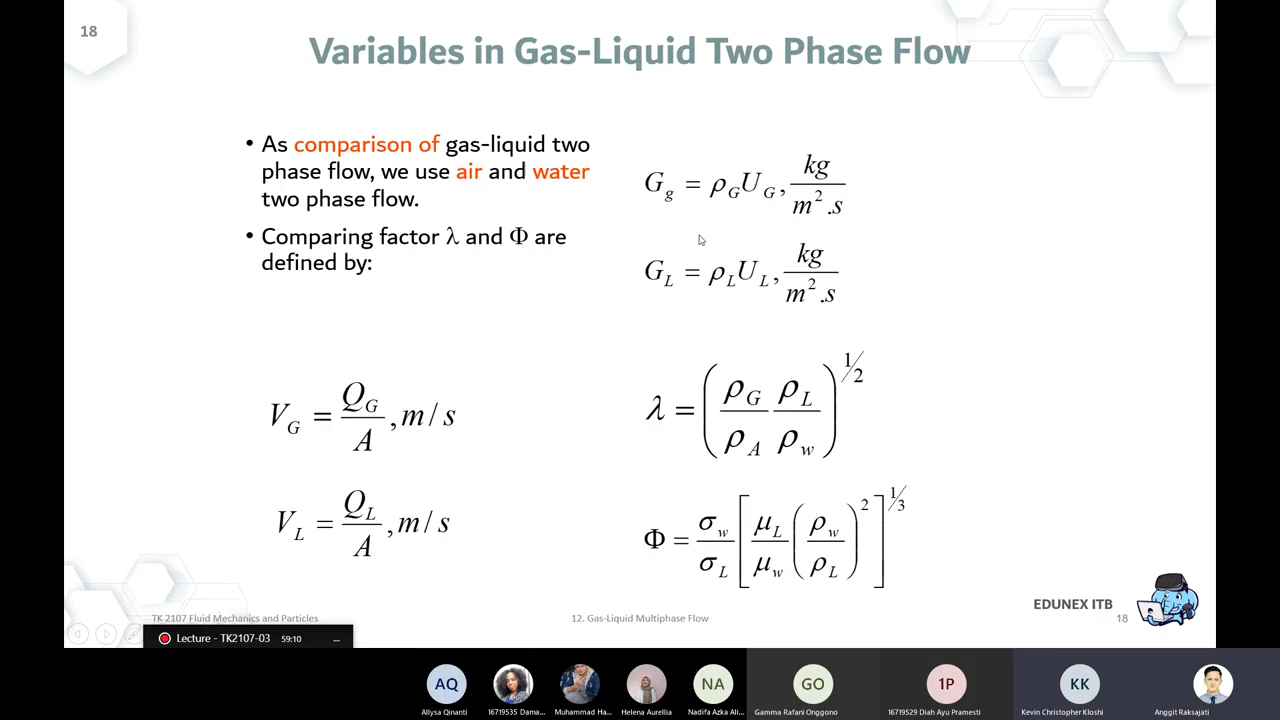 18
Variables in Gas-Liquid Two Phase Flow
• As comparison of gas-liquid two
phase flow, we use air and water
two phase flow.
• Comparing factor λ and Φ are
defined by:
G_g = ρ_G U_G, kg/m².s
G_L = ρ_L U_L, kg/m².s
V_G = Q_G/A, m/s
V_L = Q_L/A, m/s
λ = (ρ_G/ρ_A ρ_L/ρ_w)^1/2
Φ = σ_w/σ_L [μ_L/μ_w (ρ_w/ρ_L)²]^1/3
EDUNEX ITB
TK 2107 Fluid Mechanics and Particles
12. Gas-Liquid Multiphase Flow
18
Lecture - TK2107-03 59:10 ...
AQ
NA
GO
1P
KK
Allysa Qinanti
16719535 Dama...
Muhammad Ha...
Helena Aurellia
Nadifa Azka Ali...
Gamma Rafani Onggono
16719529 Diah Ayu Pramesti
Kevin Christopher Kloshi
Anggit Raksajati